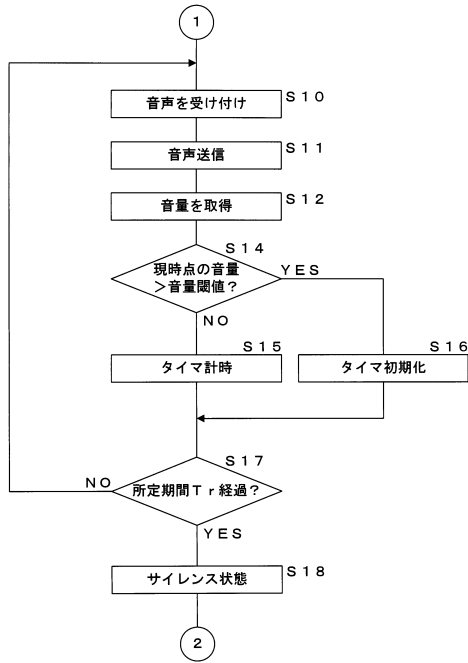 1
音声を受け付け
S10
音声送信
S11
音量を取得
S12
S14
現時点の音量
＞音量閾値？
YES
NO
タイマ計時
S15
タイマ初期化
S16
S17
所定期間Ｔｒ経過？
NO
YES
サイレンス状態
S18
2